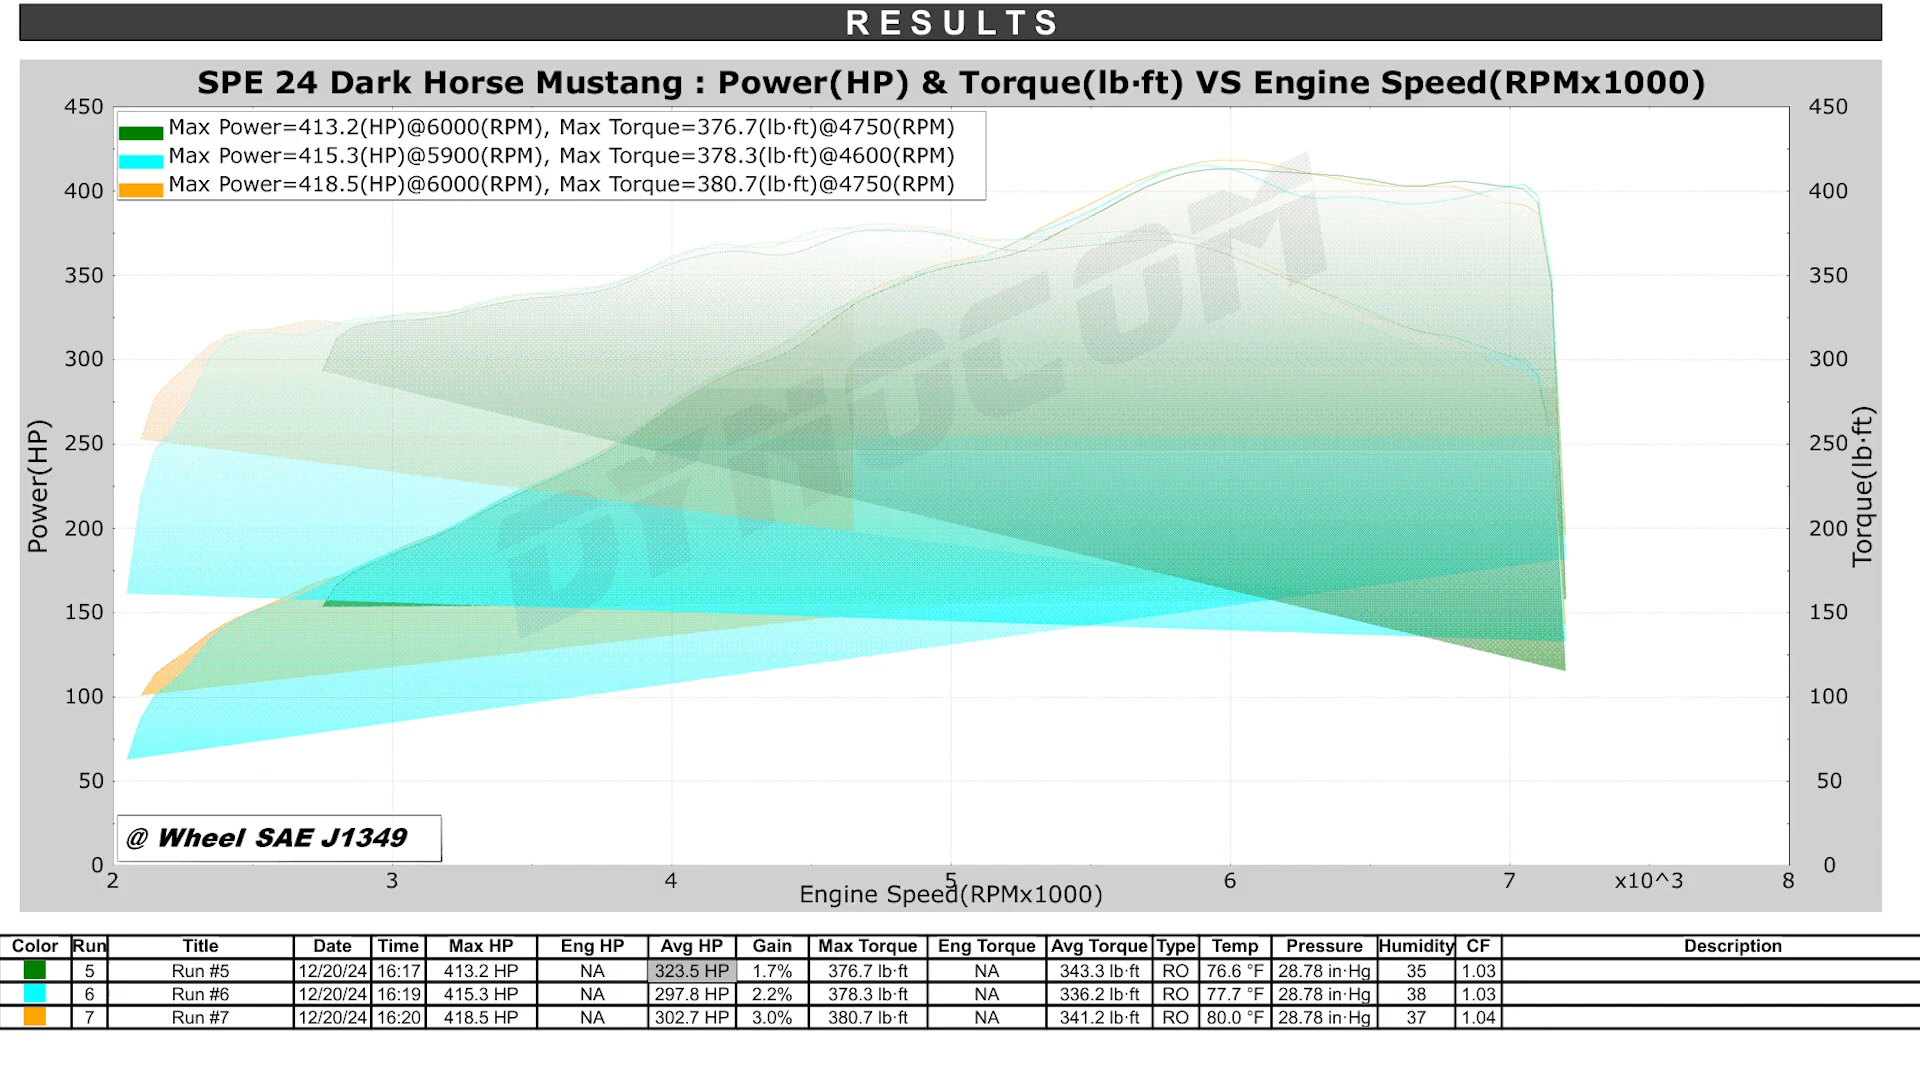 RESULTS
SPE 24 Dark Horse Mustang : Power(HP) & Torque(lb·ft) VS Engine Speed(RPMx1000)
Max Power=413.2(HP)@6000(RPM), Max Torque=376.7(lb·ft)@4750(RPM)
Max Power=415.3(HP)@5900(RPM), Max Torque=378.3(lb·ft)@4600(RPM)
Max Power=418.5(HP)@6000(RPM), Max Torque=380.7(lb·ft)@4750(RPM)
450 450
400 400
350 350
300 300
250 250
200 200
150 150
100 100
50 50
0 0
Power(HP)
Torque(lb·ft)
DYNOCOM
@ Wheel SAE J1349
2 3 4 5 6 7 x10^3 8
Engine Speed(RPMx1000)
Color Run Title Date Time Max HP Eng HP Avg HP Gain Max Torque Eng Torque Avg Torque Type Temp Pressure Humidity CF Description
5 Run #5 12/20/24 16:17 413.2 HP NA 323.5 HP 1.7% 376.7 lb·ft NA 343.3 lb·ft RO 76.6 °F 28.78 in·Hg 35 1.03
6 Run #6 12/20/24 16:19 415.3 HP NA 297.8 HP 2.2% 378.3 lb·ft NA 336.2 lb·ft RO 77.7 °F 28.78 in·Hg 38 1.03
7 Run #7 12/20/24 16:20 418.5 HP NA 302.7 HP 3.0% 380.7 lb·ft NA 341.2 lb·ft RO 80.0 °F 28.78 in·Hg 37 1.04